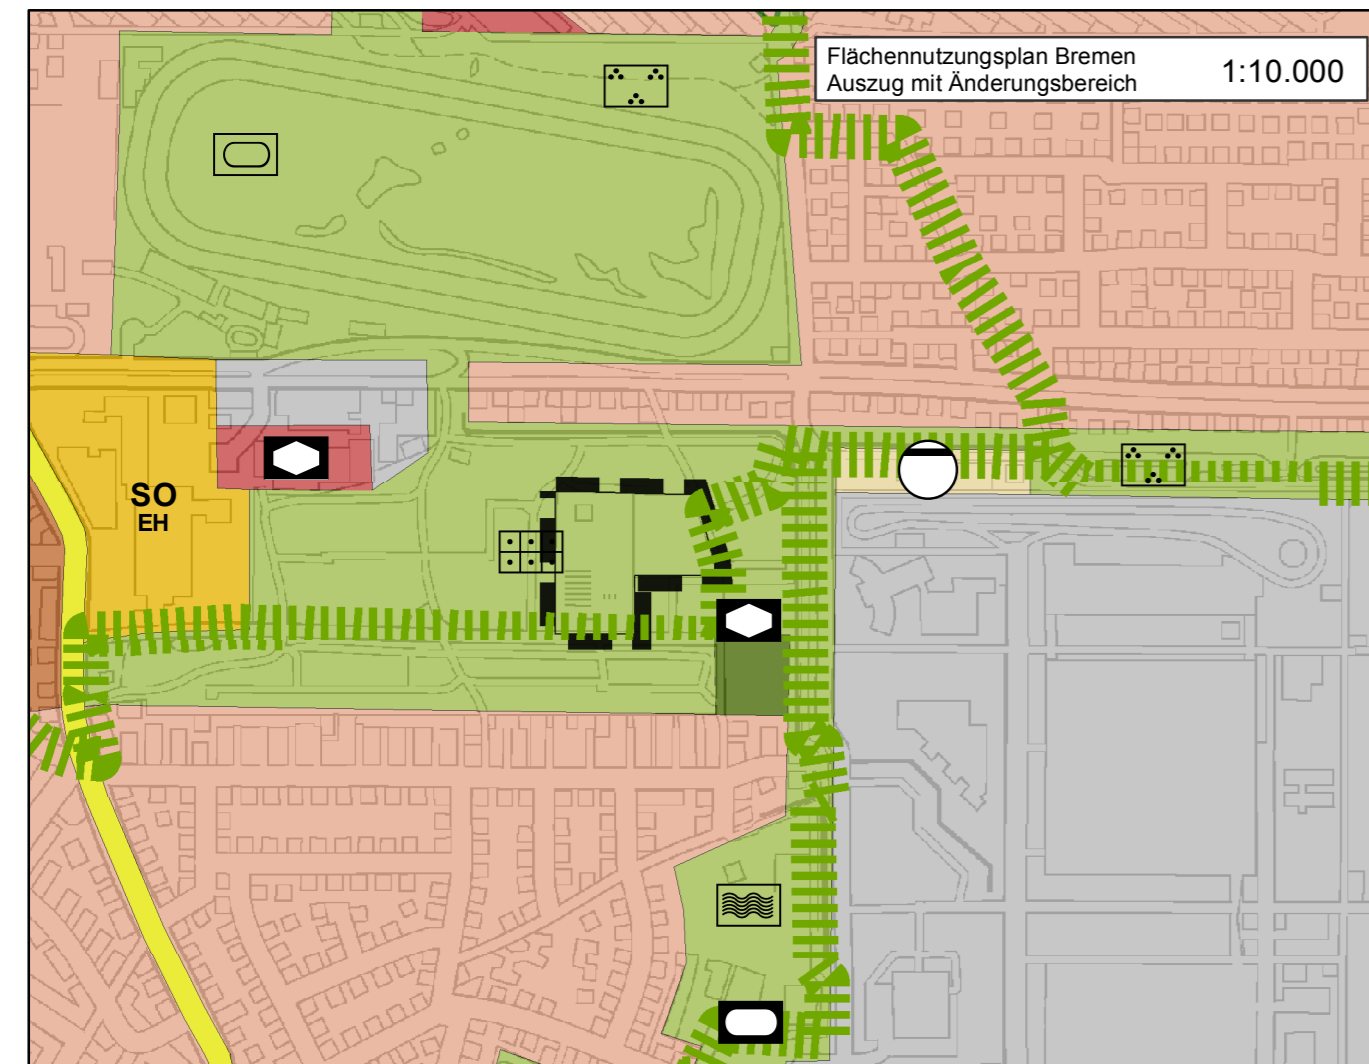 Flächennutzungsplan Bremen
Auszug mit Änderungsbereich
1:10.000
SO
EH